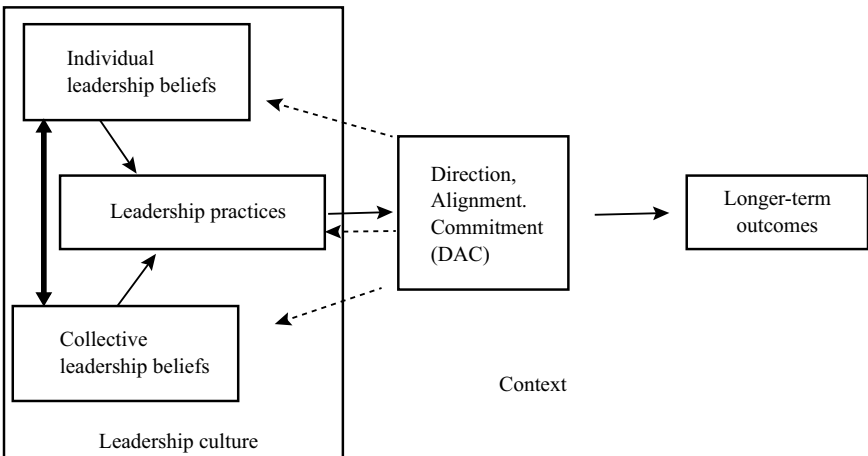 Individual
leadership beliefs
Leadership practices
Collective
leadership beliefs
Leadership culture
Direction,
Alignment.
Commitment
(DAC)
Context
Longer-term
outcomes